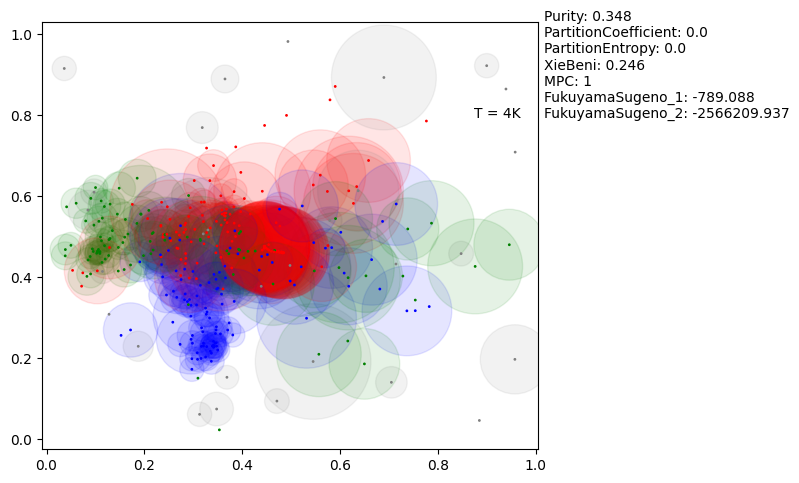 Purity: 0.348
PartitionCoefficient: 0.0
PartitionEntropy: 0.0
XieBeni: 0.246
MPC: 1
FukuyamaSugeno_1: -789.088
FukuyamaSugeno_2: -2566209.937
T = 4K
1.0
0.8
0.6
0.4
0.2
0.0
0.0 0.2 0.4 0.6 0.8 1.0